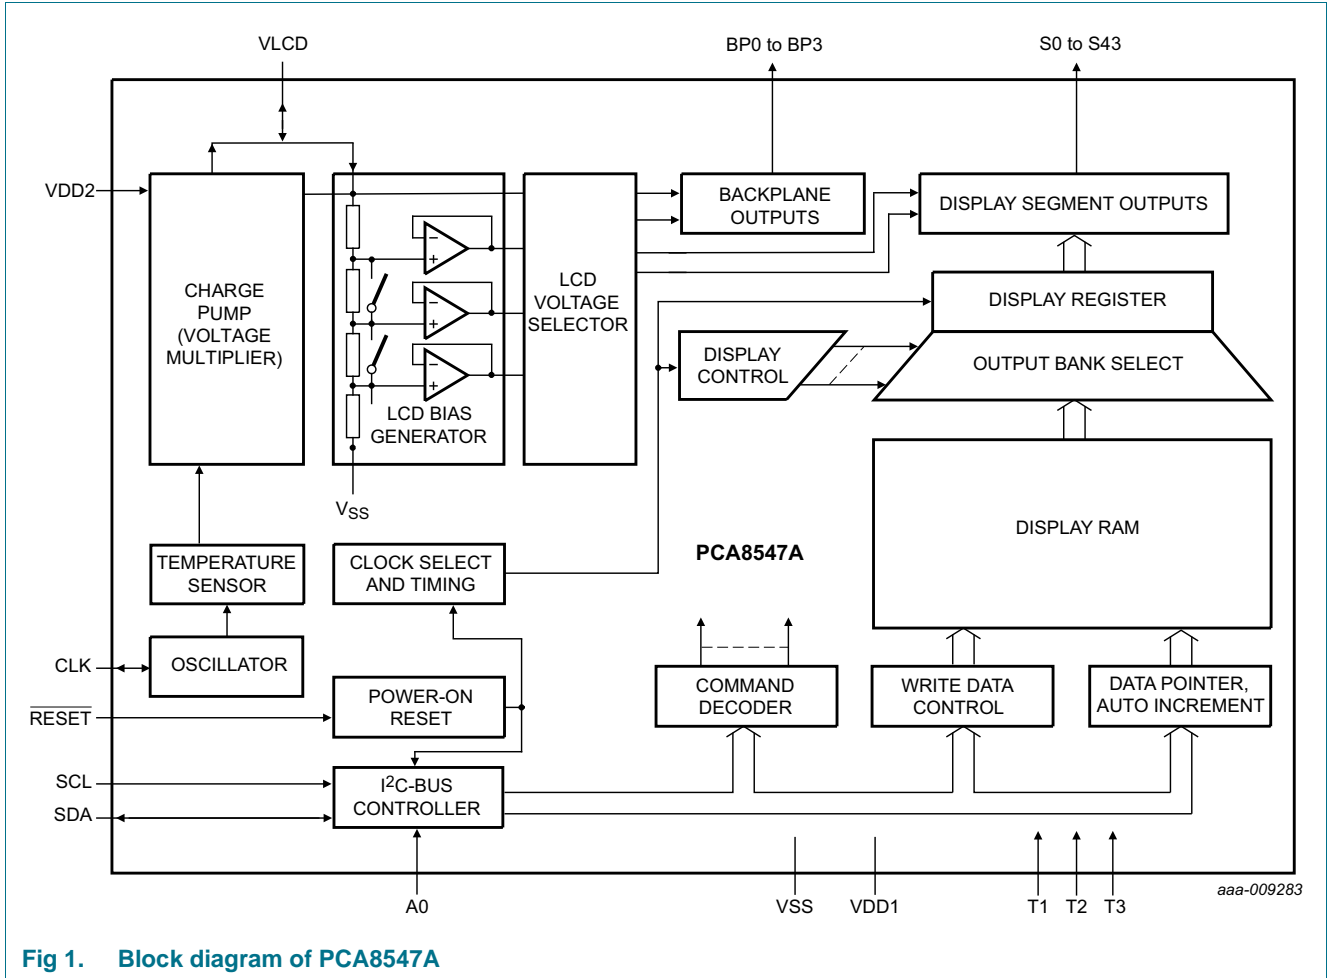 VLCD
BP0 to BP3
S0 to S43
VDD2
CHARGE
PUMP
(VOLTAGE
MULTIPLIER)
LCD BIAS
GENERATOR
LCD
VOLTAGE
SELECTOR
BACKPLANE
OUTPUTS
DISPLAY SEGMENT OUTPUTS
DISPLAY REGISTER
DISPLAY
CONTROL
OUTPUT BANK SELECT
VSS
DISPLAY RAM
TEMPERATURE
SENSOR
CLOCK SELECT
AND TIMING
PCA8547A
CLK
OSCILLATOR
RESET
POWER-ON
RESET
COMMAND
DECODER
WRITE DATA
CONTROL
DATA POINTER,
AUTO INCREMENT
SCL
SDA
I2C-BUS
CONTROLLER
A0
VSS
VDD1
T1
T2
T3
aaa-009283
Fig 1. Block diagram of PCA8547A